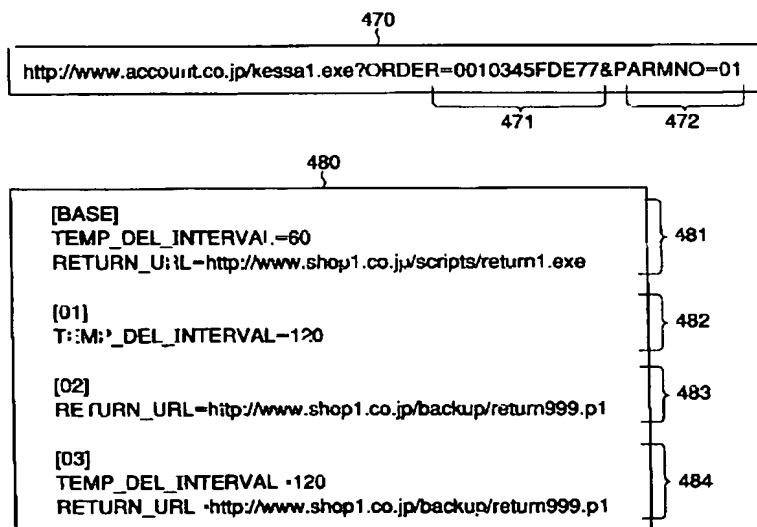 470
http://www.account.co.jp/kessa1.exe?ORDER=0010345FDE77&PARMNO=01
471
472
480
[BASE]
TEMP_DEL_INTERVAL=60
RETURN_URL=http://www.shop1.co.jp/scripts/return1.exe
481
[01]
TEMP_DEL_INTERVAL=120
482
[02]
RETURN_URL=http://www.shop1.co.jp/backup/return999.p1
483
[03]
TEMP_DEL_INTERVAL=120
RETURN_URL=http://www.shop1.co.jp/backup/return999.p1
484